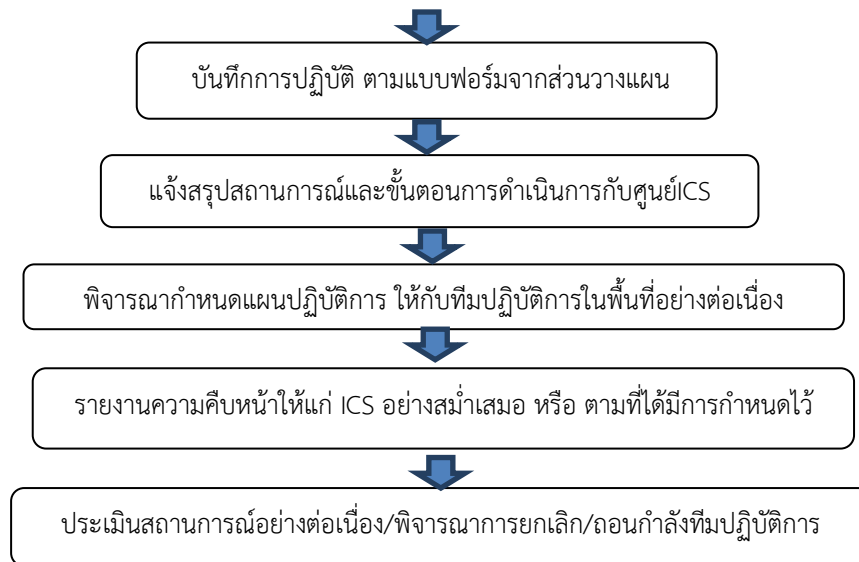 บันทึกการปฏิบัติ ตามแบบฟอร์มจากส่วนวางแผน
แจ้งสรุปสถานการณ์และขั้นตอนการดำเนินการกับศูนย์ICS
พิจารณากำหนดแผนปฏิบัติการ ให้กับทีมปฏิบัติการในพื้นที่อย่างต่อเนื่อง
รายงานความคืบหน้าให้แก่ ICS อย่างสม่ำเสมอ หรือ ตามที่ได้มีการกำหนดไว้
ประเมินสถานการณ์อย่างต่อเนื่อง/พิจารณาการยกเลิก/ถอนกำลังทีมปฏิบัติการ